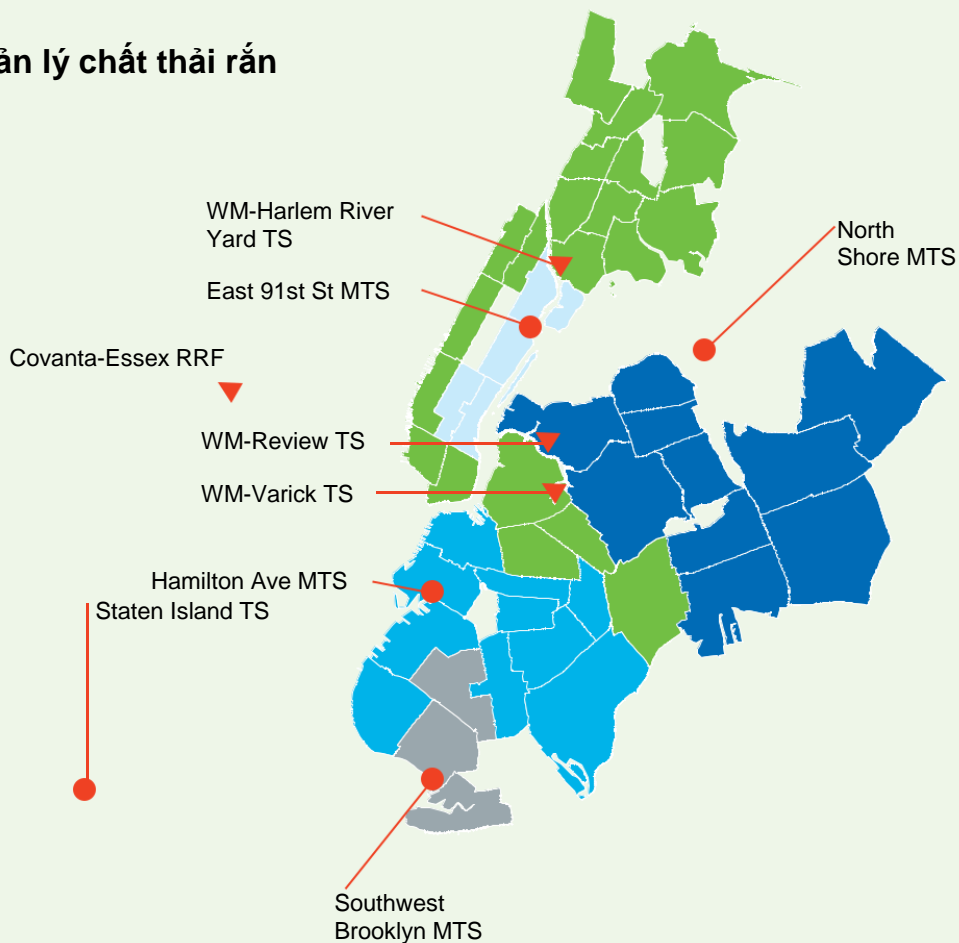 ản lý chất thải rắn
WM-Harlem River
Yard TS
North
Shore MTS
East 91st St MTS
Covanta-Essex RRF
WM-Review TS
WM-Varick TS
Hamilton Ave MTS
Staten Island TS
Southwest
Brooklyn MTS